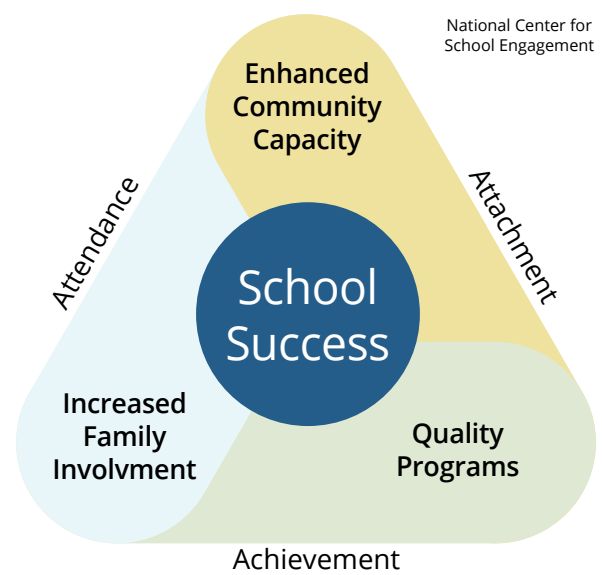 National Center for
School Engagement
Enhanced
Community
Capacity
Attendance
Attachment
School
Success
Increased
Family
Involvment
Quality
Programs
Achievement